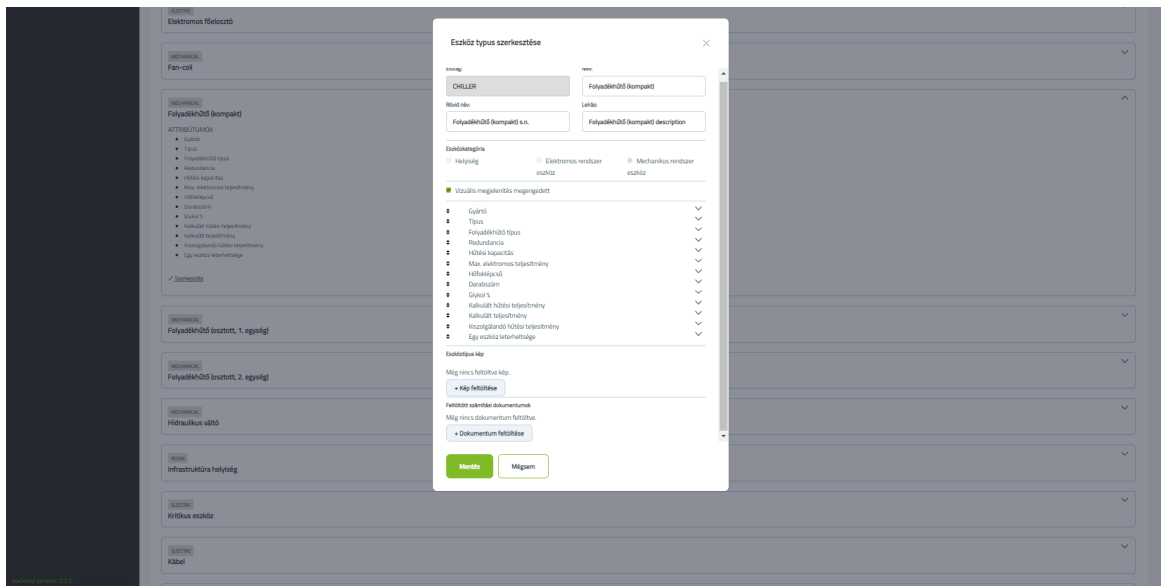 ELECTRIC
Elektromos főelosztó
MECHANICAL
Fan-coil
MECHANICAL
Folyadékhűtő (kompakt)
ATTRIBÚTUMOK
Gyártó
Típus
Folyadékhűtő típus
Redundancia
Hűtési kapacitás
Max. elektromos teljesítmény
Hőfoklépcső
Darabszám
Glykol %
Kalkulált hűtési teljesítmény
Kalkulált teljesítmény
Kiszolgálandó hűtési teljesítmény
Egy eszköz leterheltsége
Szerkesztés
MECHANICAL
Folyadékhűtő (osztott, 1. egység)
MECHANICAL
Folyadékhűtő (osztott, 2. egység)
MECHANICAL
Hidraulikus váltó
ROOM
Infrastruktúra helyiség
ELECTRIC
Kritikus eszköz
ELECTRIC
Kábel
Eszköz typus szerkesztése
Előtag:
Név:
CHILLER
Folyadékhűtő (kompakt)
Rövid név:
Leírás:
Folyadékhűtő (kompakt) s.n.
Folyadékhűtő (kompakt) description
Eszközkategória
Helyiség
Elektromos rendszer
eszköz
Mechanikus rendszer
eszköz
Vizuális megjelenítés megengedett
Gyártó
Típus
Folyadékhűtő típus
Redundancia
Hűtési kapacitás
Max. elektromos teljesítmény
Hőfoklépcső
Darabszám
Glykol %
Kalkulált hűtési teljesítmény
Kalkulált teljesítmény
Kiszolgálandó hűtési teljesítmény
Egy eszköz leterheltsége
Eszköztípus kép
Még nincs feltöltve kép.
+ Kép feltöltése
Feltöltött számítási dokumentumok
Még nincs dokumentum feltöltve.
+ Dokumentum feltöltése
Mentés
Mégsem